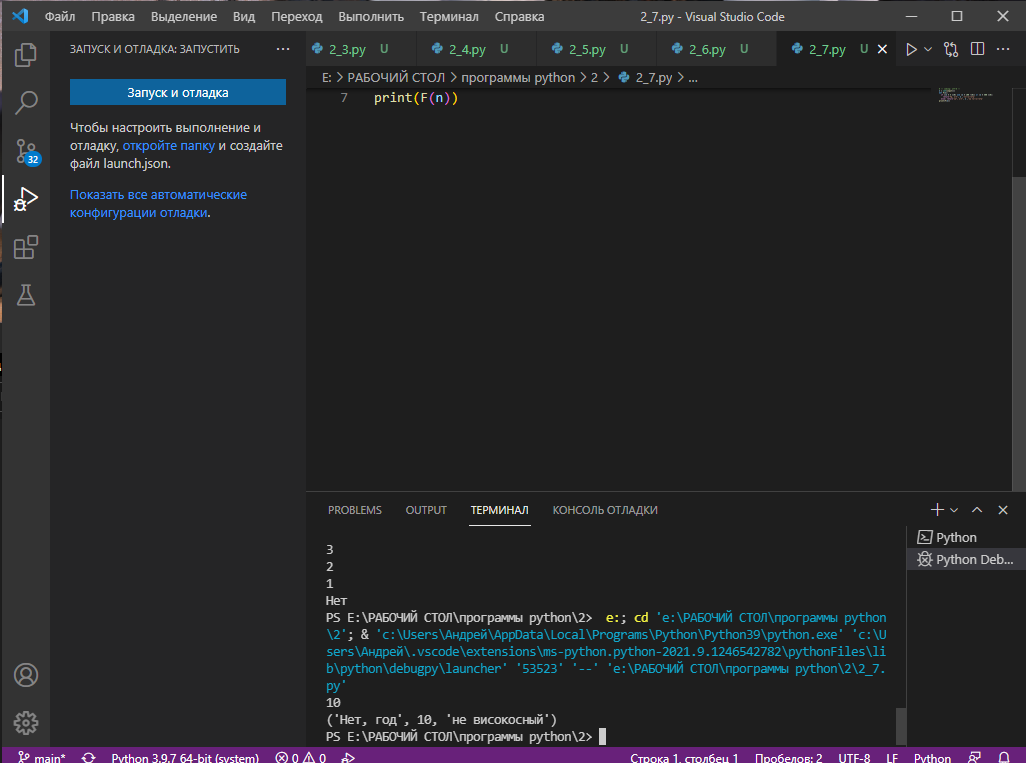 Файл Правка Выделение Вид Переход Выполнить Терминал Справка 2_7.py - Visual Studio Code
ЗАПУСК И ОТЛАДКА: ЗАПУСТИТЬ ...
2_3.py U 2_4.py U 2_5.py U 2_6.py U 2_7.py U
E: > РАБОЧИЙ СТОЛ > программы python > 2 > 2_7.py > ...
Запуск и отладка
Чтобы настроить выполнение и
отладку, откройте папку и создайте
файл launch.json.
Показать все автоматические
конфигурации отладки.
32
7 print(F(n))
PROBLEMS OUTPUT ТЕРМИНАЛ КОНСОЛЬ ОТЛАДКИ
Python
Python Deb...
3
2
1
Нет
PS E:\РАБОЧИЙ СТОЛ\программы python\2> e:; cd 'e:\РАБОЧИЙ СТОЛ\программы python
\2'; & 'c:\Users\Андрей\AppData\Local\Programs\Python\Python39\python.exe' 'c:\U
sers\Андрей\.vscode\extensions\ms-python.python-2021.9.1246542782\pythonFiles\li
b\python\debugpy\launcher' '53523' '--' 'e:\РАБОЧИЙ СТОЛ\программы python\2\2_7.
py'
10
('Нет, год', 10, 'не високосный')
PS E:\РАБОЧИЙ СТОЛ\программы python\2>
main* Python 3.9.7 64-bit (system) 0 0 Строка 1, столбец 1 Пробелов: 2 UTF-8 LF Python